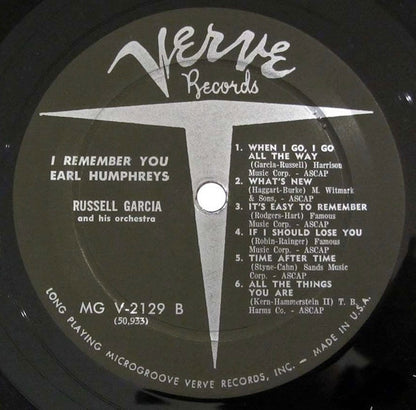 Verve
Records
I REMEMBER YOU
EARL HUMPHREYS
RUSSELL GARCIA
and his orchestra
MG V-2129 B
(50,933)
1. WHEN I GO, I GO
ALL THE WAY
(Garcia-Russell) Harrison
Music Corp. - ASCAP
2. WHAT'S NEW
(Haggart-Burke) M. Witmark
& Sons, - ASCAP
3. IT'S EASY TO REMEMBER
(Rodgers-Hart) Famous
Music Corp. - ASCAP
4. IF I SHOULD LOSE YOU
(Robin-Rainger) Famous
Music Corp. - ASCAP
5. TIME AFTER TIME
(Styne-Cahn) Sands Music
Corp. - ASCAP
6. ALL THE THINGS
YOU ARE
(Kern-Hammerstein II) T. B.
Harms Co. - ASCAP
LONG PLAYING MICROGROOVE VERVE RECORDS, INC. — MADE IN U.S.A.